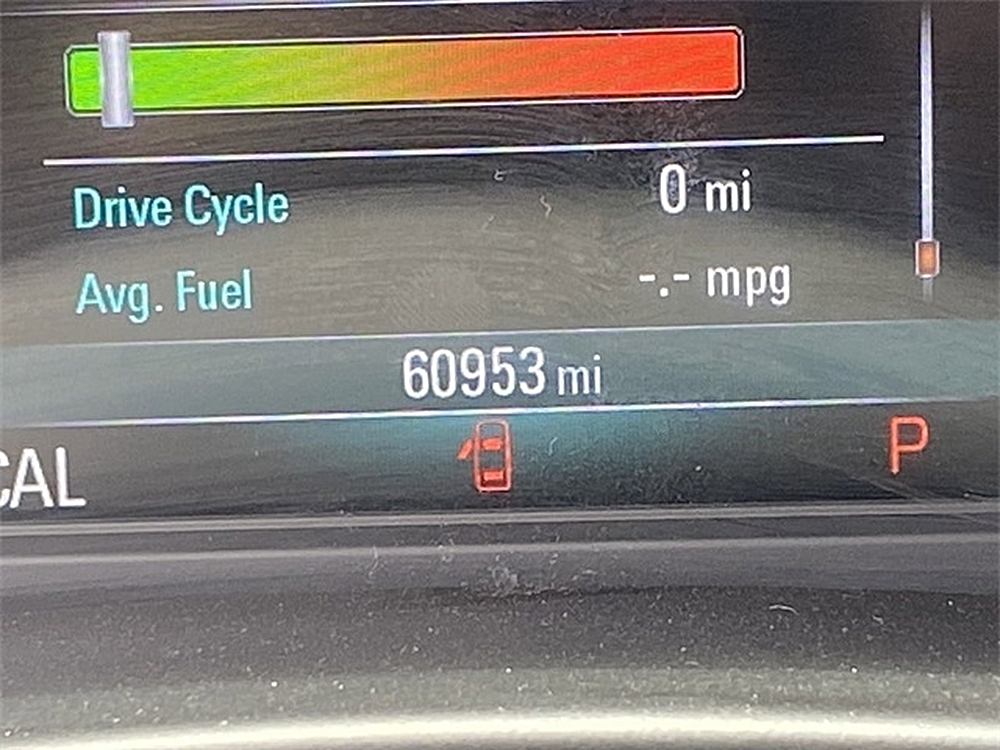 Drive Cycle 0 mi
Avg. Fuel -.- mpg
60953 mi
CAL P